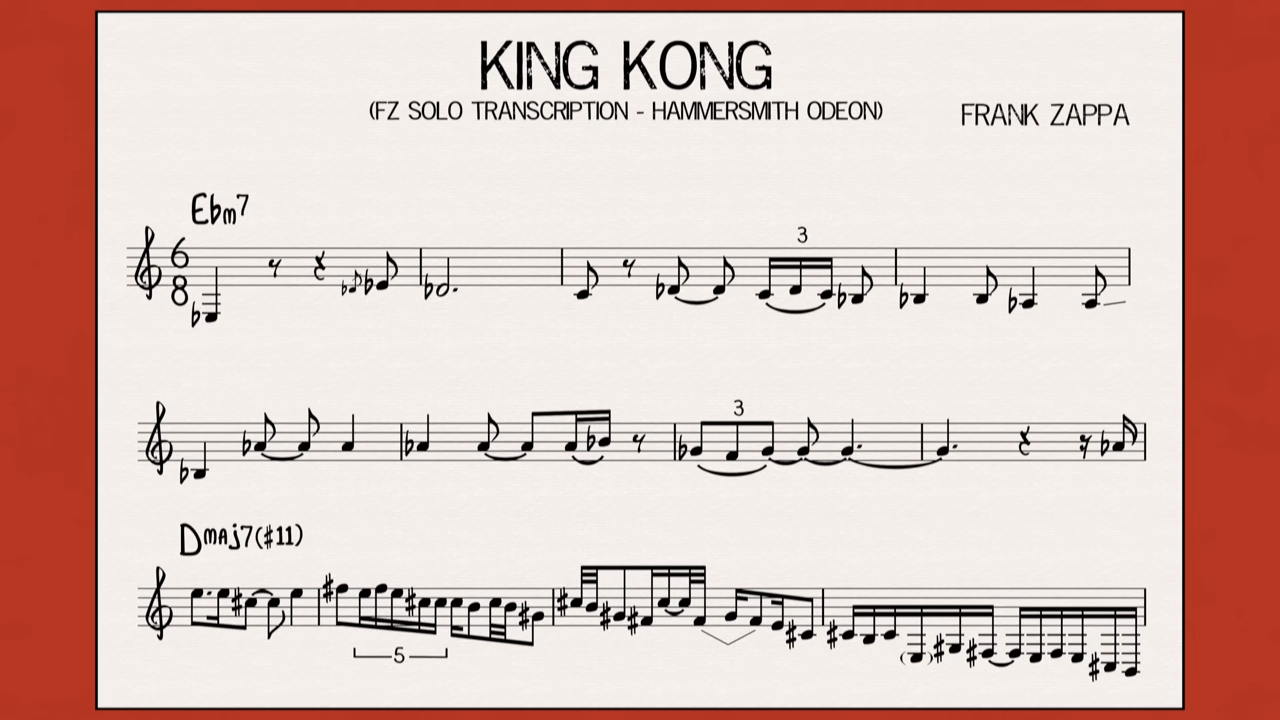 KING KONG
(FZ SOLO TRANSCRIPTION - HAMMERSMITH ODEON)
FRANK ZAPPA
Ebm7
6
8
3
3
Dmaj7(#11)
5